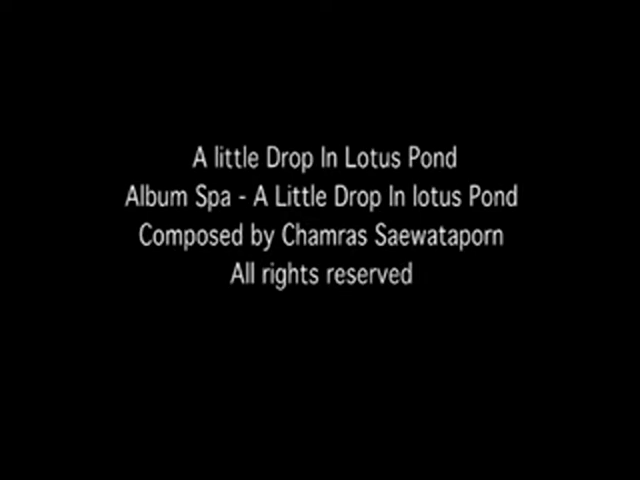 A little Drop In Lotus Pond
Album Spa - A Little Drop In lotus Pond
Composed by Chamras Saewataporn
All rights reserved